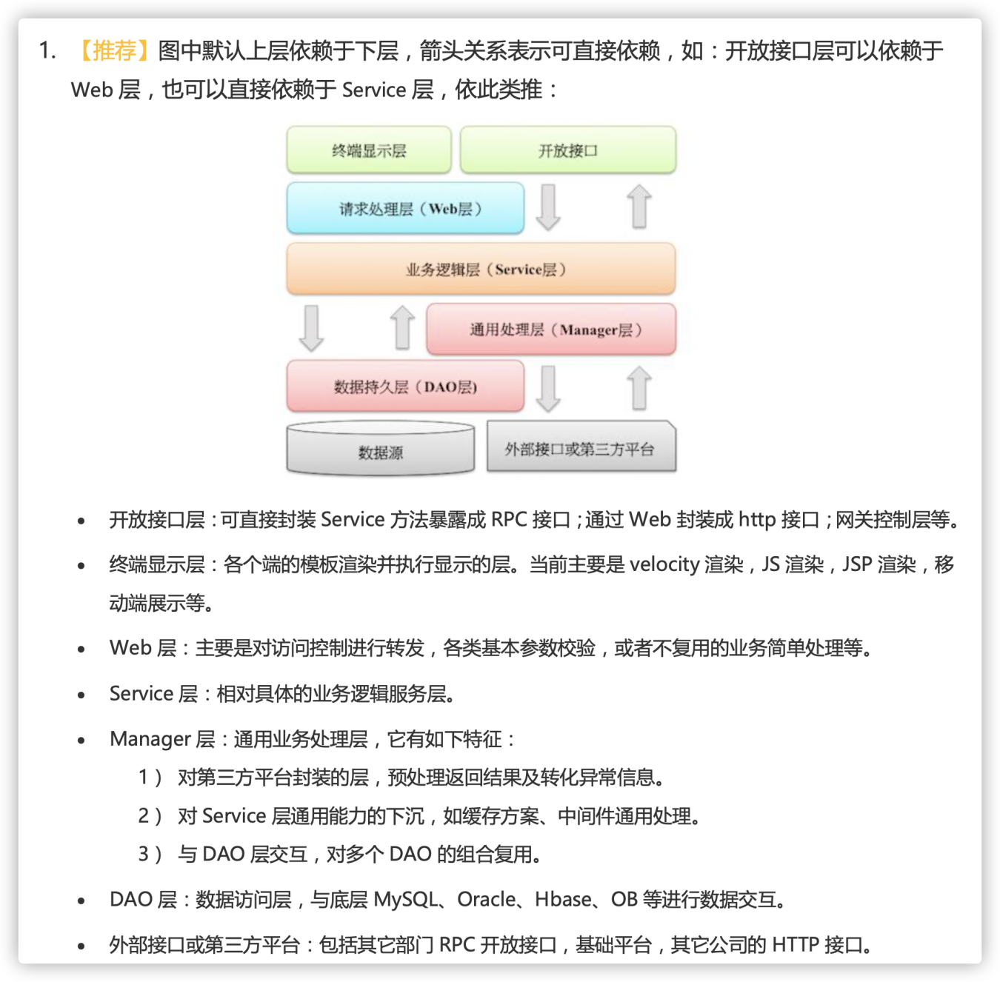 1. 【推荐】图中默认上层依赖于下层，箭头关系表示可直接依赖，如：开放接口层可以依赖于
Web 层，也可以直接依赖于 Service 层，依此类推：
终端显示层
开放接口
请求处理层（Web层）
业务逻辑层（Service层）
通用处理层（Manager层）
数据持久层（DAO层)
数据源
外部接口或第三方平台
• 开放接口层：可直接封装 Service 方法暴露成 RPC 接口；通过 Web 封装成 http 接口；网关控制层等。
• 终端显示层：各个端的模板渲染并执行显示的层。当前主要是 velocity 渲染，JS 渲染，JSP 渲染，移
动端展示等。
• Web 层：主要是对访问控制进行转发，各类基本参数校验，或者不复用的业务简单处理等。
• Service 层：相对具体的业务逻辑服务层。
• Manager 层：通用业务处理层，它有如下特征：
1） 对第三方平台封装的层，预处理返回结果及转化异常信息。
2） 对 Service 层通用能力的下沉，如缓存方案、中间件通用处理。
3） 与 DAO 层交互，对多个 DAO 的组合复用。
• DAO 层：数据访问层，与底层 MySQL、Oracle、Hbase、OB 等进行数据交互。
• 外部接口或第三方平台：包括其它部门 RPC 开放接口，基础平台，其它公司的 HTTP 接口。